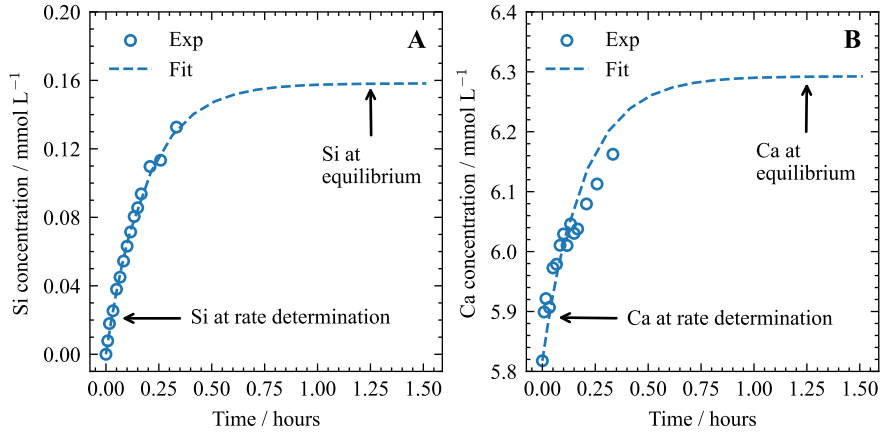 A
Exp
Fit
Si at
equilibrium
Si at rate determination
0.20
0.16
0.12
0.08
0.04
0.00
Si concentration / mmol L⁻¹
0.00 0.25 0.50 0.75 1.00 1.25 1.50
Time / hours
B
Exp
Fit
Ca at
equilibrium
Ca at rate determination
6.4
6.3
6.2
6.1
6.0
5.9
5.8
Ca concentration / mmol L⁻¹
0.00 0.25 0.50 0.75 1.00 1.25 1.50
Time / hours